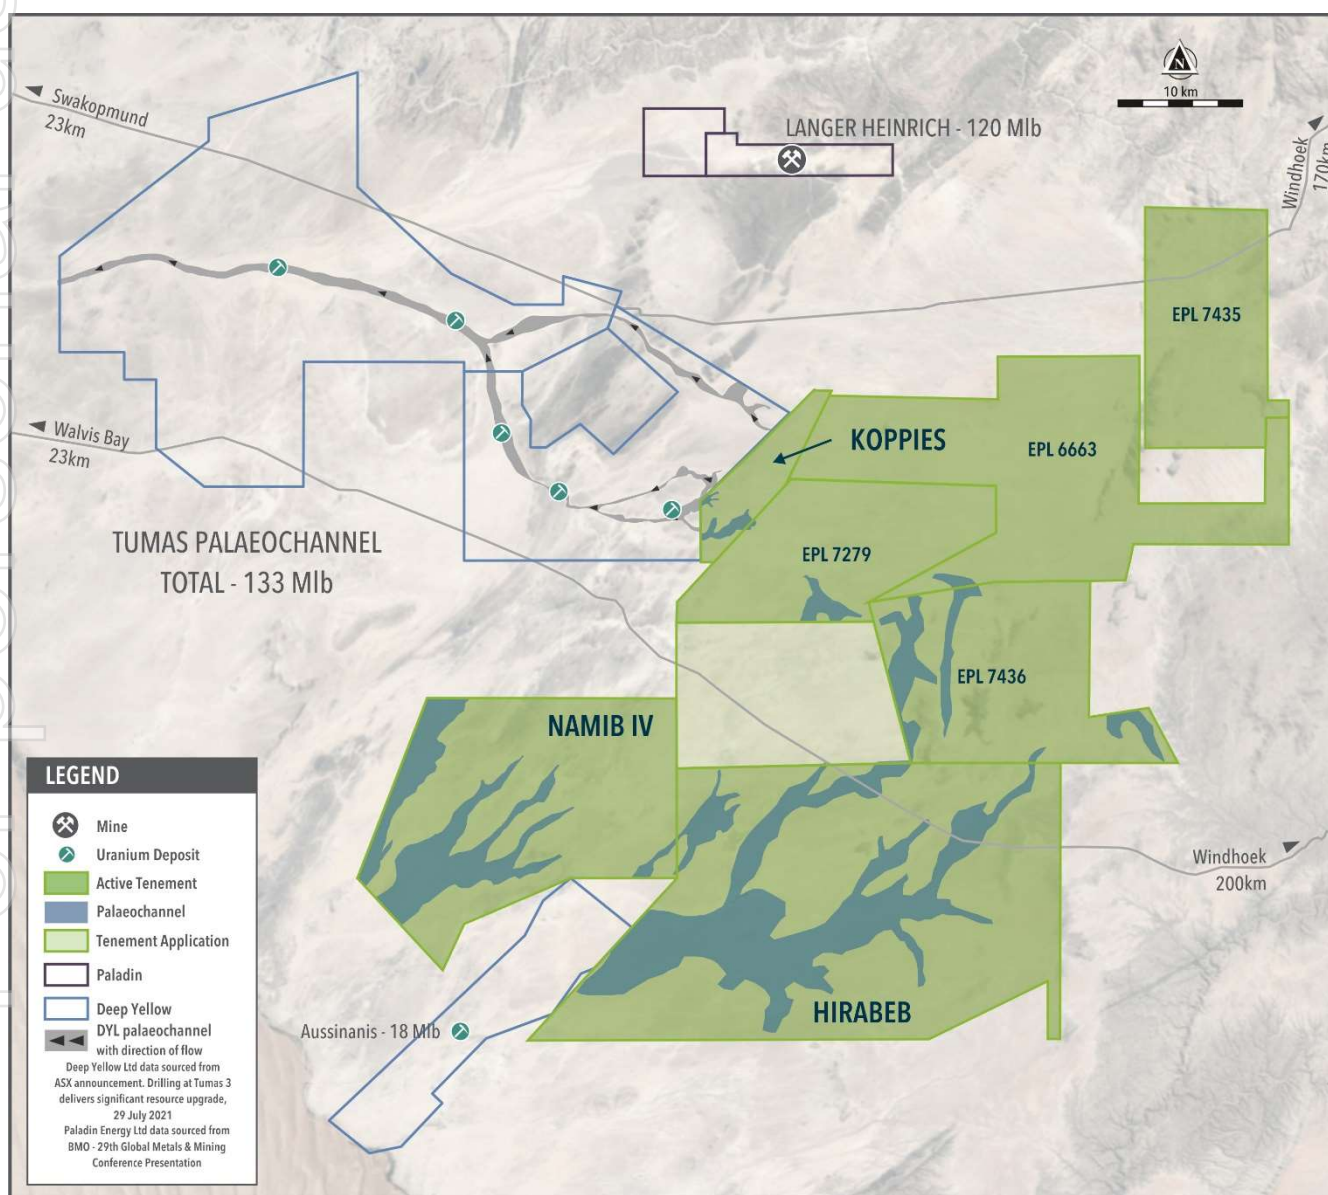 Swakopmund
23km
N
10 km
LANGER HEINRICH - 120 Mlb
Windhoek
170km
EPL 7435
KOPPIES
EPL 6663
Walvis Bay
23km
TUMAS PALAEOCHANNEL
TOTAL - 133 Mlb
EPL 7279
EPL 7436
NAMIB IV
Windhoek
200km
HIRABEB
Aussinanis - 18 Mlb
LEGEND
Mine
Uranium Deposit
Active Tenement
Palaeochannel
Tenement Application
Paladin
Deep Yellow
DYL palaeochannel
with direction of flow
Deep Yellow Ltd data sourced from
ASX announcement. Drilling at Tumas 3
delivers significant resource upgrade,
29 July 2021
Paladin Energy Ltd data sourced from
BMO - 29th Global Metals & Mining
Conference Presentation